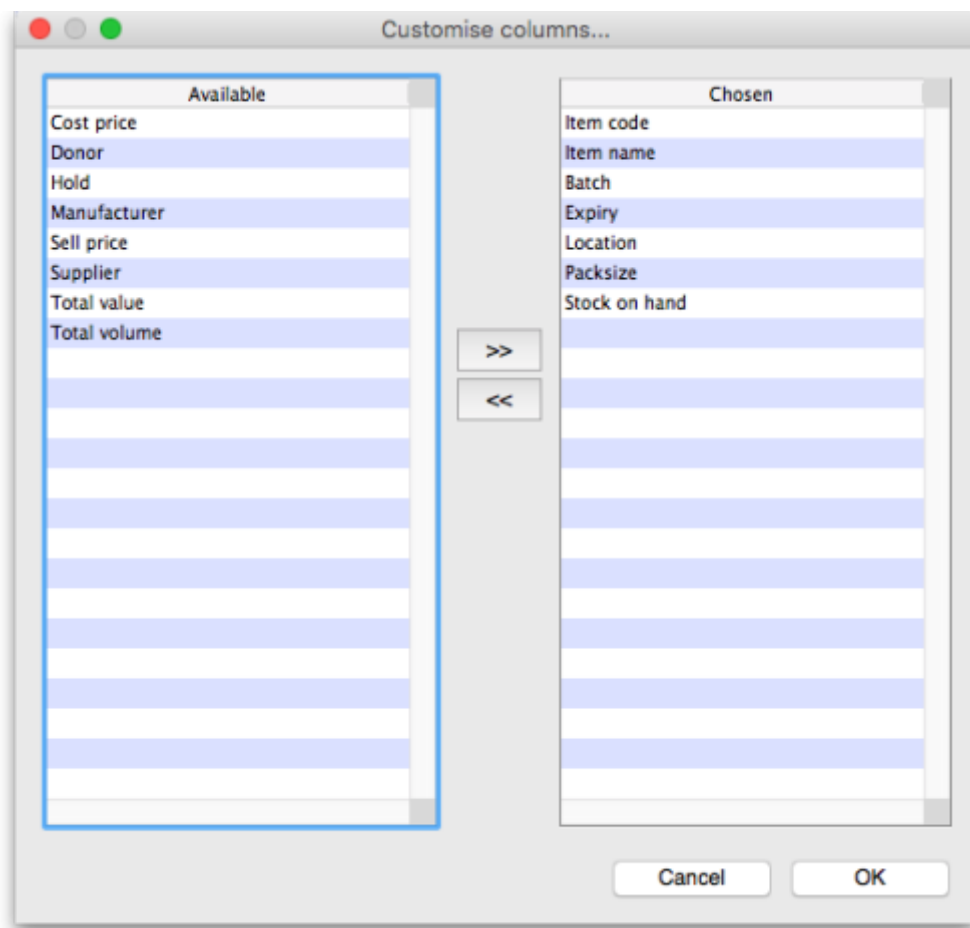 Customise columns...
Available
Cost price
Donor
Hold
Manufacturer
Sell price
Supplier
Total value
Total volume
>>
<<
Chosen
Item code
Item name
Batch
Expiry
Location
Packsize
Stock on hand
Cancel
OK